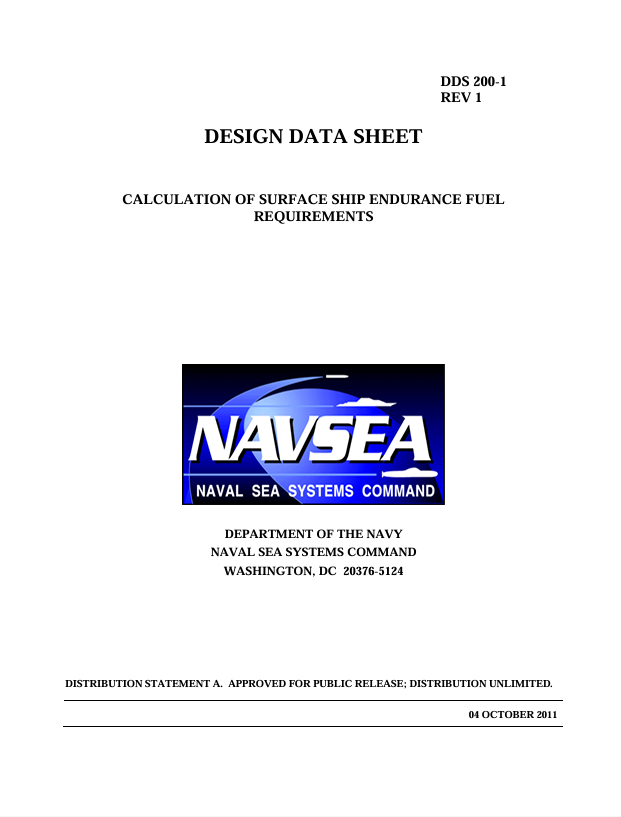 DDS 200-1
REV 1
DESIGN DATA SHEET
CALCULATION OF SURFACE SHIP ENDURANCE FUEL
REQUIREMENTS
NAVSEA
NAVAL SEA SYSTEMS COMMAND
DEPARTMENT OF THE NAVY
NAVAL SEA SYSTEMS COMMAND
WASHINGTON, DC  20376-5124
DISTRIBUTION STATEMENT A.  APPROVED FOR PUBLIC RELEASE; DISTRIBUTION UNLIMITED.
04 OCTOBER 2011